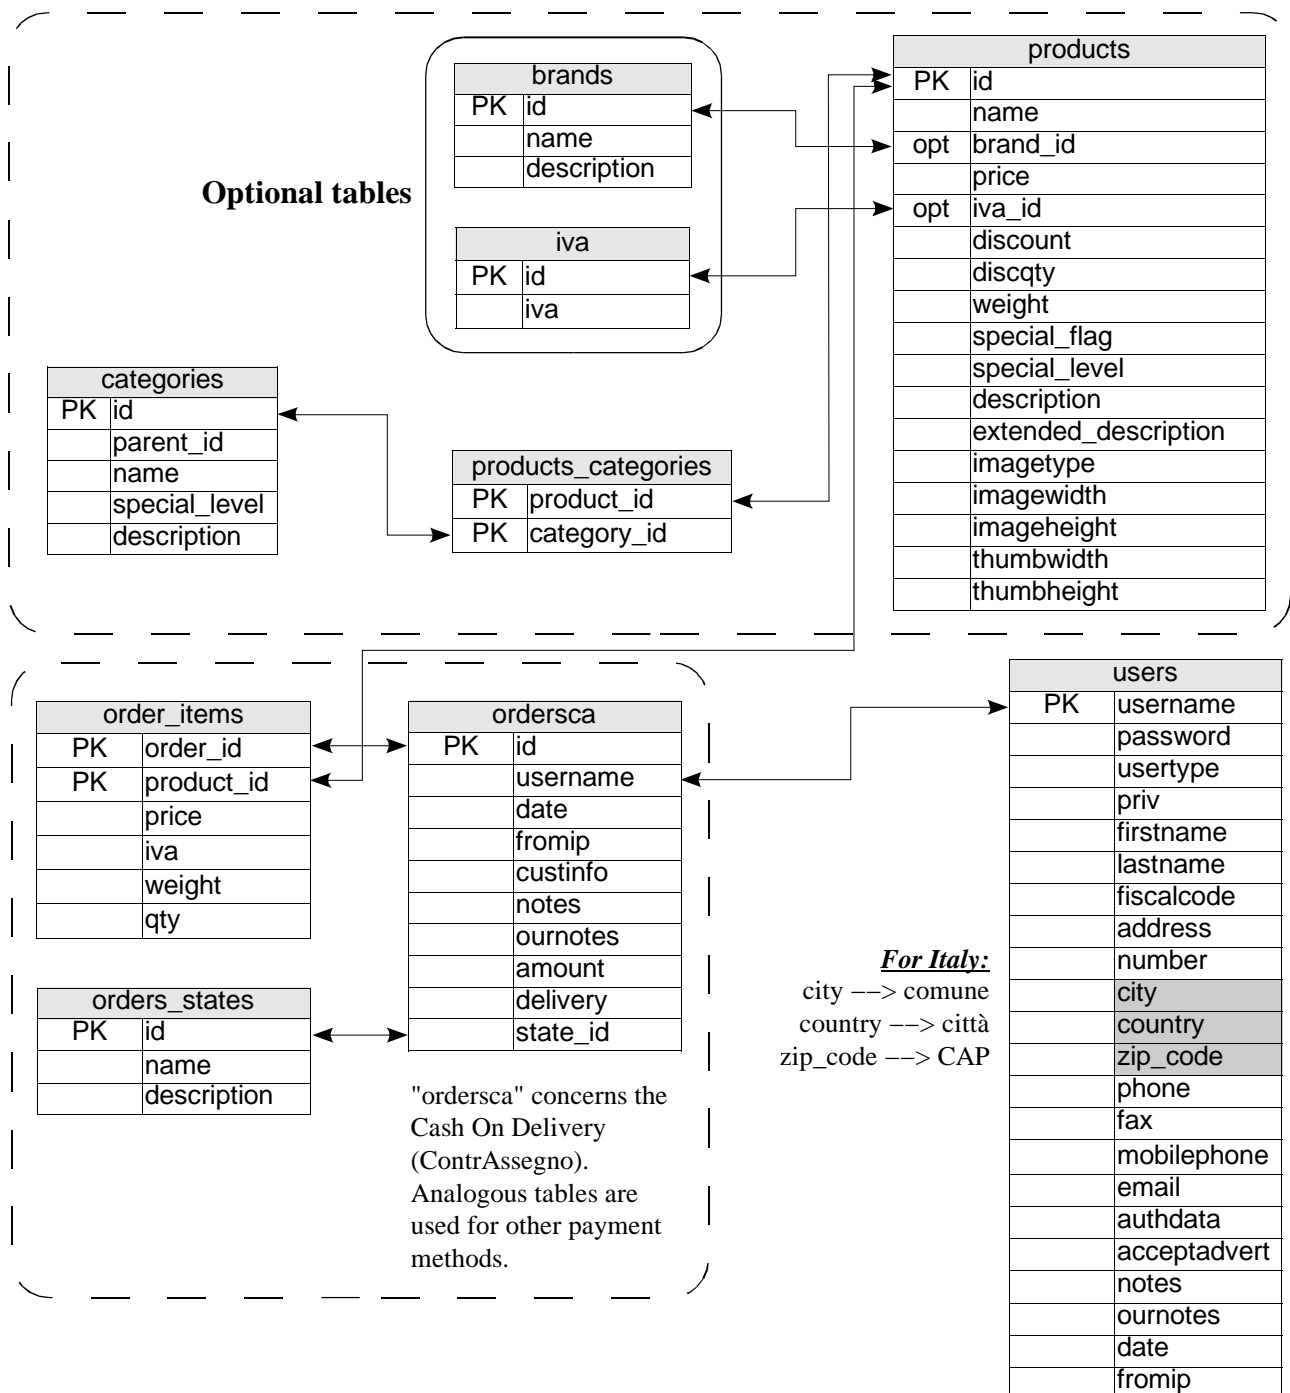 brands
PK id
name
description
Optional tables
iva
PK id
iva
products
PK id
name
opt brand_id
price
opt iva_id
discount
discqty
weight
special_flag
special_level
description
extended_description
imagetype
imagewidth
imageheight
thumbwidth
thumbheight
categories
PK id
parent_id
name
special_level
description
products_categories
PK product_id
PK category_id
order_items
PK order_id
PK product_id
price
iva
weight
qty
ordersca
PK id
username
date
fromip
custinfo
notes
ournotes
amount
delivery
state_id
orders_states
PK id
name
description
"ordersca" concerns the
Cash On Delivery
(ContrAssegno).
Analogous tables are
used for other payment
methods.
For Italy:
city −−> comune
country −−> città
zip_code −−> CAP
users
PK username
password
usertype
priv
firstname
lastname
fiscalcode
address
number
city
country
zip_code
phone
fax
mobilephone
email
authdata
acceptadvert
notes
ournotes
date
fromip